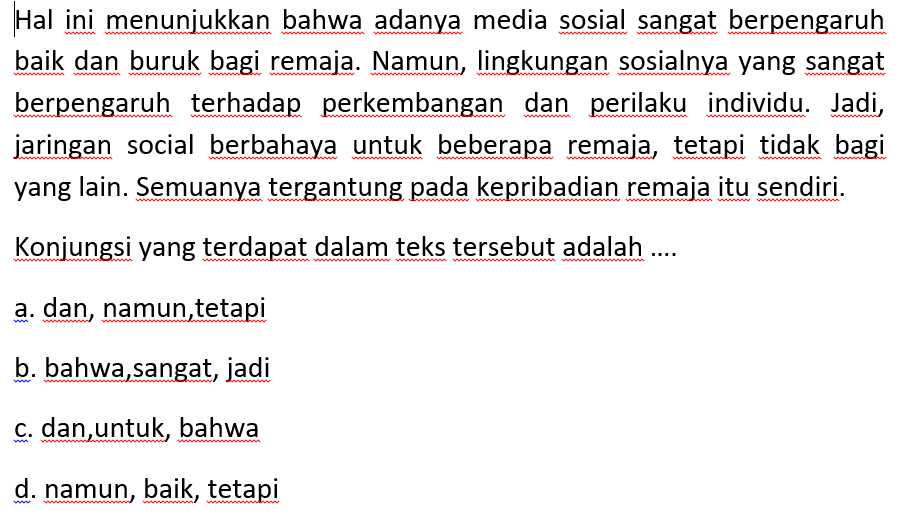 Hal ini menunjukkan bahwa adanya media sosial sangat berpengaruh
baik dan buruk bagi remaja. Namun, lingkungan sosialnya yang sangat
berpengaruh terhadap perkembangan dan perilaku individu. Jadi,
jaringan social berbahaya untuk beberapa remaja, tetapi tidak bagi
yang lain. Semuanya tergantung pada kepribadian remaja itu sendiri.
Konjungsi yang terdapat dalam teks tersebut adalah ....
a. dan, namun,tetapi
b. bahwa,sangat, jadi
c. dan,untuk, bahwa
d. namun, baik, tetapi